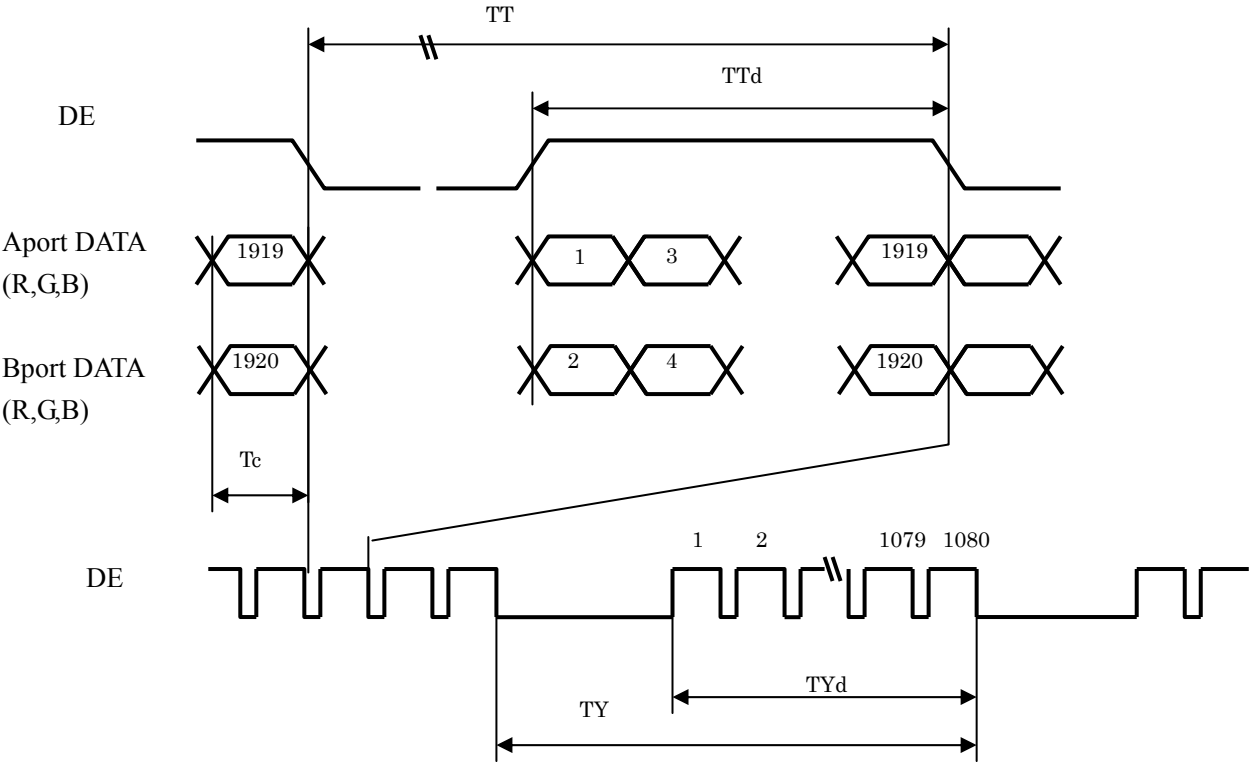 TT
TTd
DE
Aport DATA
(R,G,B)
1919
1
3
1919
Bport DATA
(R,G,B)
1920
2
4
1920
Tc
1
2
1079
1080
DE
TYd
TY